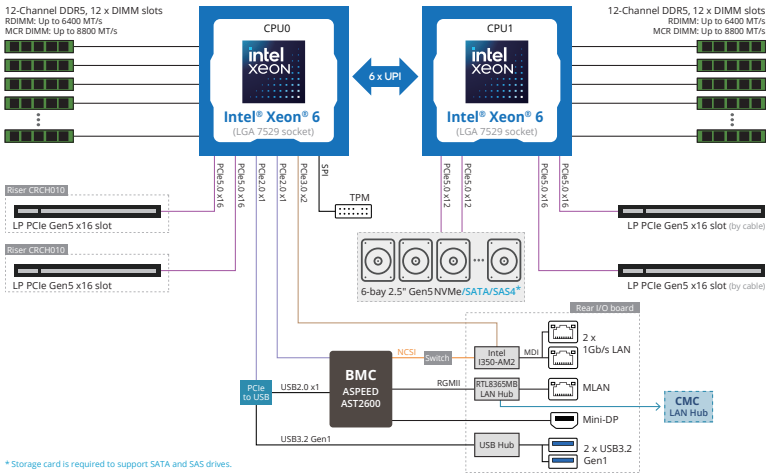 12-Channel DDR5, 12 x DIMM slots
RDIMM: Up to 6400 MT/s
MCR DIMM: Up to 8800 MT/s
CPU0
intel
XEON
Intel® Xeon® 6
(LGA 7529 socket)
6 x UPI
CPU1
intel
XEON
Intel® Xeon® 6
(LGA 7529 socket)
12-Channel DDR5, 12 x DIMM slots
RDIMM: Up to 6400 MT/s
MCR DIMM: Up to 8800 MT/s
PCIe5.0 x16
PCIe5.0 x16
PCIe2.0 x1
PCIe2.0 x1
PCIe3.0 x2
SPI
PCIe5.0 x12
PCIe5.0 x12
PCIe5.0 x16
PCIe5.0 x16
TPM
Riser CRCH010
LP PCIe Gen5 x16 slot
Riser CRCH010
LP PCIe Gen5 x16 slot
LP PCIe Gen5 x16 slot (by cable)
LP PCIe Gen5 x16 slot (by cable)
6-bay 2.5" Gen5 NVMe/SATA/SAS4*
Rear I/O board
BMC
ASPEED
AST2600
NCSI
Switch
Intel
I350-AM2
MDI
2 x
1Gb/s LAN
PCIe
to USB
USB2.0 x1
RGMII
RTL8365MB
LAN Hub
MLAN
CMC
LAN Hub
Mini-DP
USB3.2 Gen1
USB Hub
2 x USB3.2
Gen1
* Storage card is required to support SATA and SAS drives.